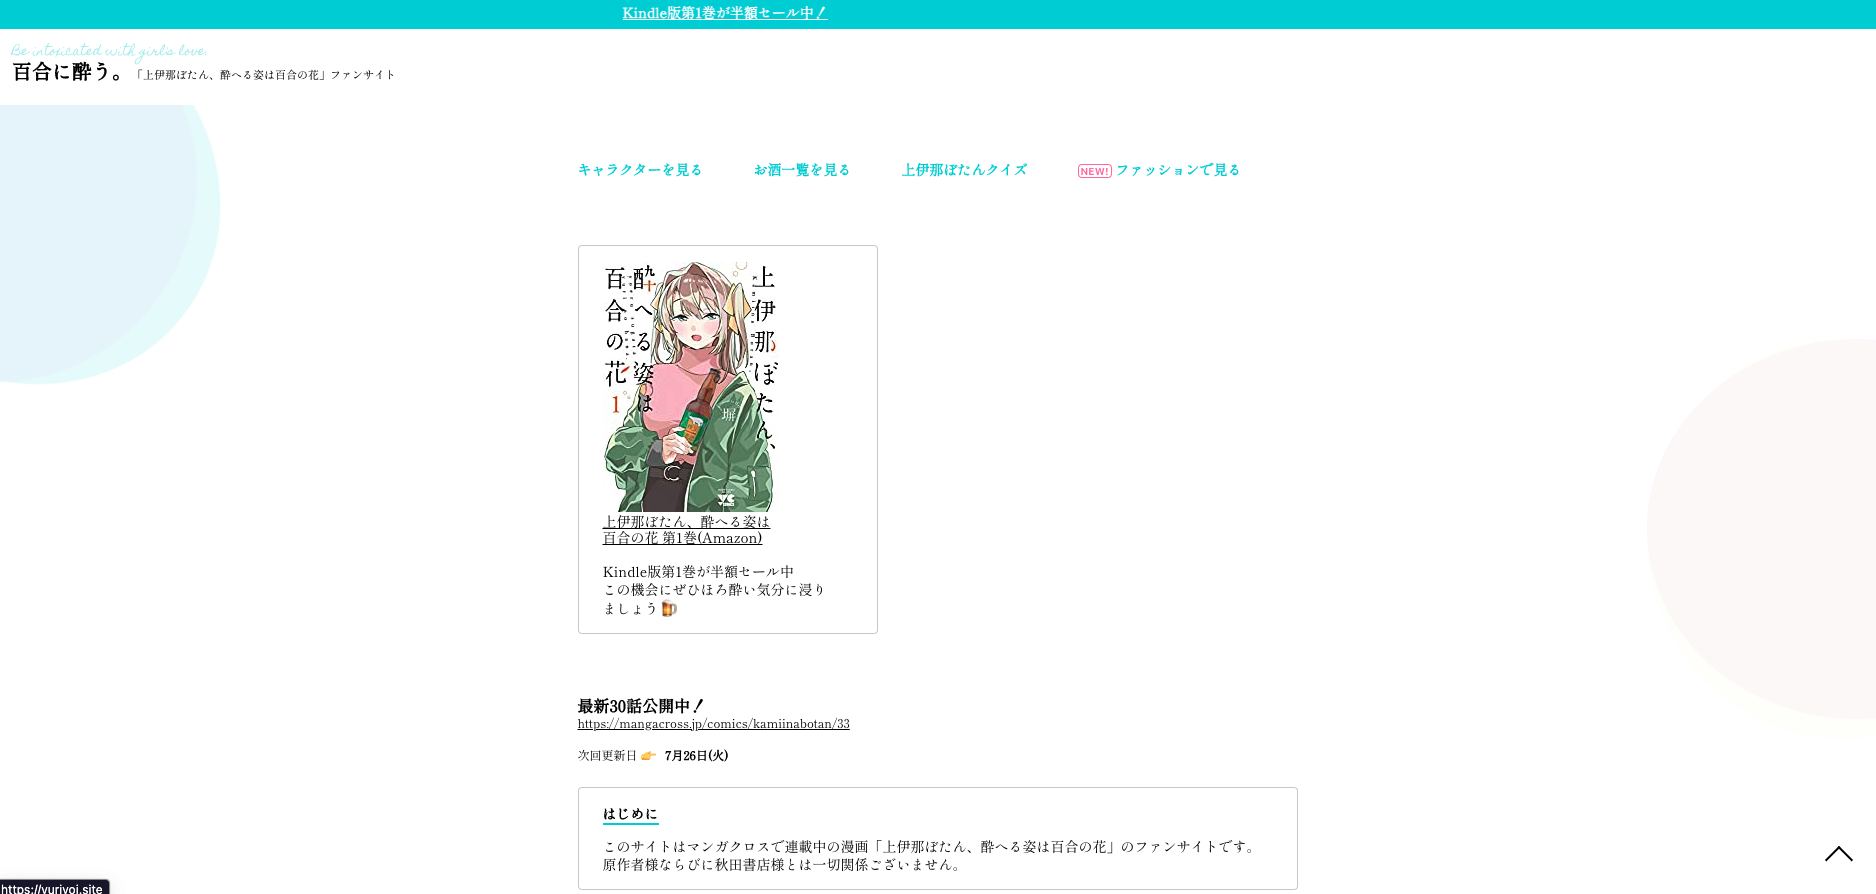 Kindle版第1巻が半額セール中！
Be intoxicated with girl's love.
百合に酔う。「上伊那ぼたん、酔へる姿は百合の花」ファンサイト
キャラクターを見る
お酒一覧を見る
上伊那ぼたんクイズ
NEW! ファッションで見る
上伊那ぼたん、
酔へる姿は
百合の花
1
塀
上伊那ぼたん、酔へる姿は
百合の花 第1巻(Amazon)
Kindle版第1巻が半額セール中
この機会にぜひほろ酔い気分に浸り
ましょう🍺
最新30話公開中！
https://mangacross.jp/comics/kamiinabotan/33
次回更新日 👉 7月26日(火)
はじめに
このサイトはマンガクロスで連載中の漫画「上伊那ぼたん、酔へる姿は百合の花」のファンサイトです。
原作者様ならびに秋田書店様とは一切関係ございません。
https://yuriyoi.site